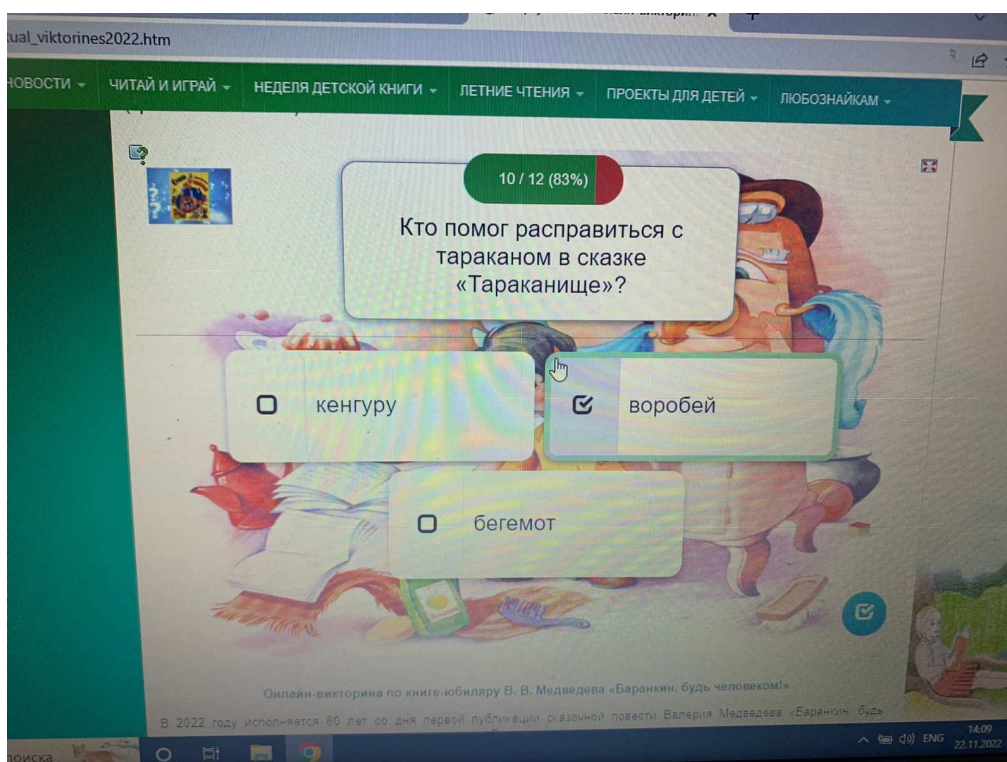 ual_viktorines2022.htm
НОВОСТИ
ЧИТАЙ И ИГРАЙ
НЕДЕЛЯ ДЕТСКОЙ КНИГИ
ЛЕТНИЕ ЧТЕНИЯ
ПРОЕКТЫ ДЛЯ ДЕТЕЙ
ЛЮБОЗНАЙКАМ
10 / 12 (83%)
Кто помог расправиться с
тараканом в сказке
«Тараканище»?
кенгуру
воробей
бегемот
Онлайн-викторина по книге-юбиляру В. В. Медведева «Баранкин, будь человеком!»
В 2022 году исполняется 60 лет со дня первой публикации сказочной повести Валерия Медведева «Баранкин, будь
поиска
ENG
14:09
22.11.2022